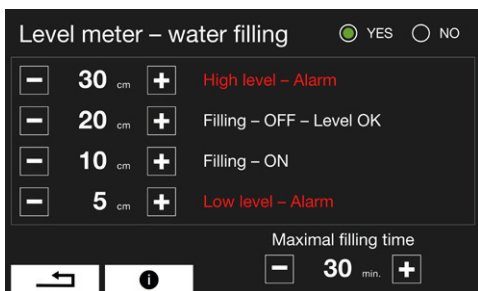 Level meter – water filling YES NO
– 30 cm + High level – Alarm
– 20 cm + Filling – OFF – Level OK
– 10 cm + Filling – ON
– 5 cm + Low level – Alarm
Maximal filling time
– 30 min. +
i